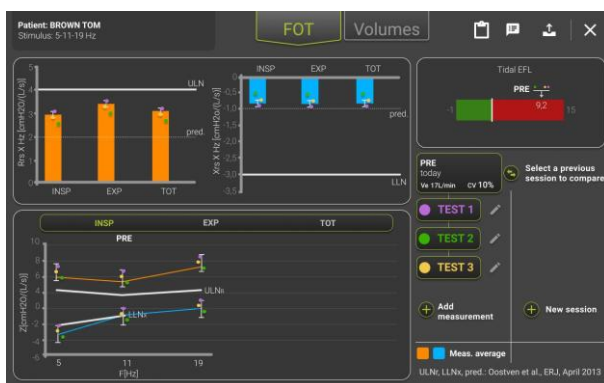 Patient: BROWN TOM
Stimulus: 5-11-19 Hz
FOT
Volumes
INSP EXP TOT
5
4
3
2
1
0
ULN
pred.
Rrs X Hz [cmH2O/(L/s)]
INSP EXP TOT
0
-0,5
-1,0
-1,5
-2,0
-2,5
-3,0
-3,5
pred.
LLN
Xrs X Hz [cmH2O/(L/s)]
Tidal EFL
PRE
-1 9,2 15
PRE
today
Ve 17L/min CV 10%
Select a previous
session to compare
TEST 1
TEST 2
TEST 3
Add
measurement
New session
INSP EXP TOT
PRE
10
8
6
4
2
0
-2
-4
-6
Z[cmH2O/(L/s)]
ULNR
LLNX
5 11 19
F[Hz]
Meas. average
ULNr, LLNx, pred.: Oostven et al., ERJ, April 2013